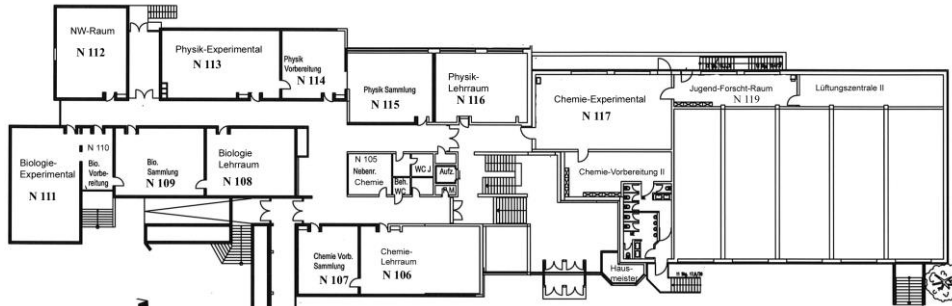 NW-Raum
N 112
Physik-Experimental
N 113
Physik
Vorbereitung
N 114
Physik Sammlung
N 115
Physik-
Lehrraum
N 116
Chemie-Experimental
N 117
Jugend-Forscht-Raum
N 119
Lüftungszentrale II
Biologie-
Experimental
N 111
N 110
Bio.
Vorbe-
reitung
Bio.
Sammlung
N 109
Biologie
Lehrraum
N 108
N 105
Nebenr.
Chemie
WC J
Beh.
WC
Aufz.
P.M.
Chemie-Vorbereitung II
Chemie Vorb.
Sammlung
N 107
Chemie-
Lehrraum
N 106
Haus-
meister